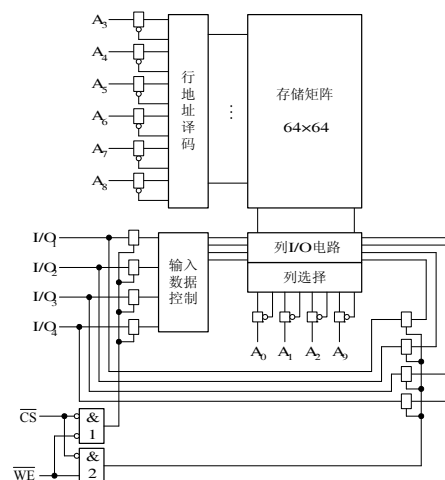 A3
A4
A5
A6
A7
A8
行地址译码
⋮
存储矩阵
64×64
I/O1
I/O2
I/O3
I/O4
输入数据控制
列I/O电路
列选择
A0 A1 A2 A9
CS
&
1
WE
&
2